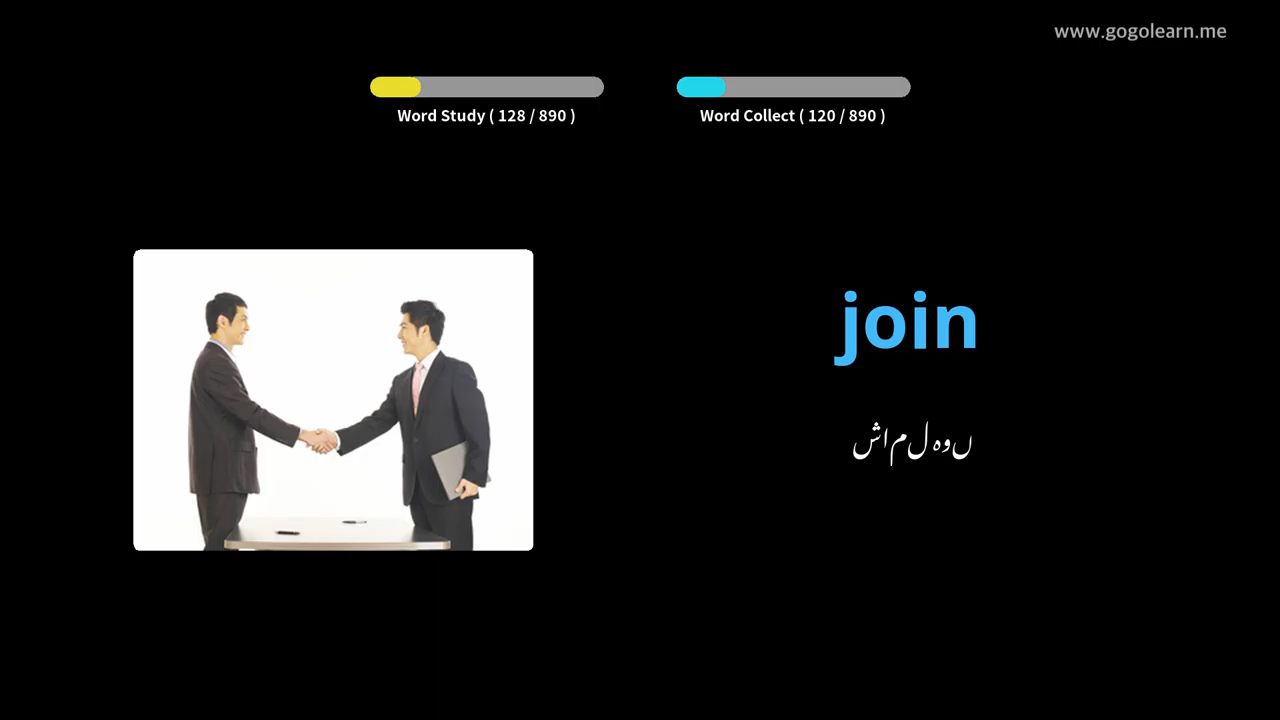 www.gogolearn.me
Word Study ( 128 / 890 )
Word Collect ( 120 / 890 )
join
شامل ہوں